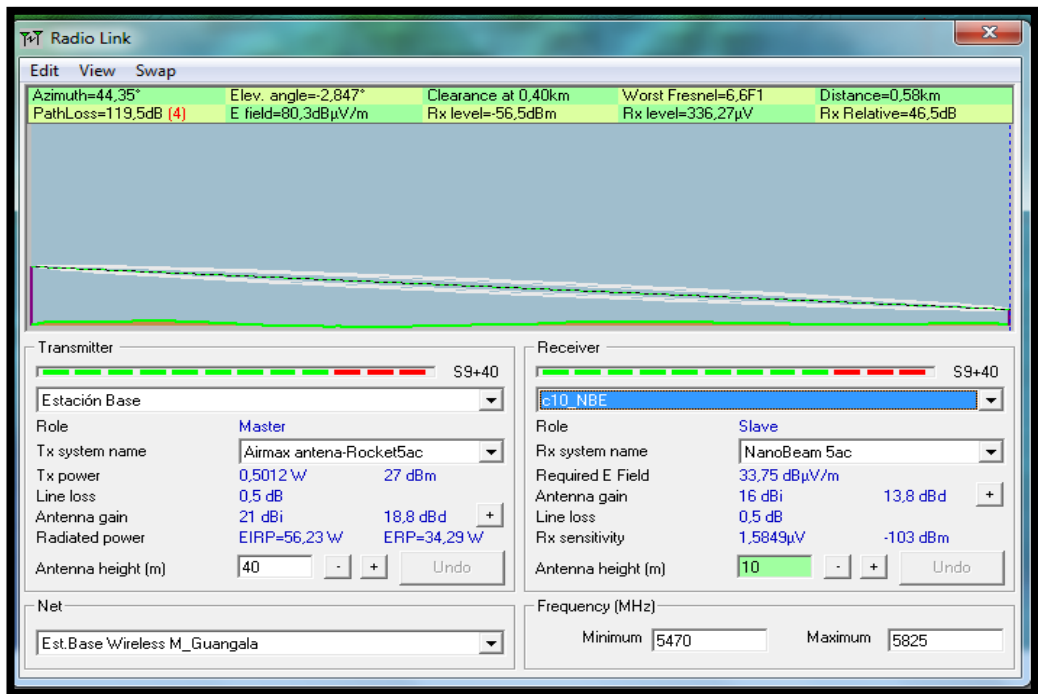 Radio Link
Edit View Swap
Azimuth=44,35° Elev. angle=-2,847° Clearance at 0,40km Worst Fresnel=6,6F1 Distance=0,58km
PathLoss=119,5dB (4) E field=80,3dBµV/m Rx level=-56,5dBm Rx level=336,27µV Rx Relative=46,5dB
Transmitter
S9+40
Estación Base
Role Master
Tx system name Airmax antena-Rocket5ac
Tx power 0,5012 W 27 dBm
Line loss 0,5 dB
Antenna gain 21 dBi 18,8 dBd +
Radiated power EIRP=56,23 W ERP=34,29 W
Antenna height (m) 40 - + Undo
Net
Est.Base Wireless M_Guangala
Receiver
S9+40
c10_NBE
Role Slave
Rx system name NanoBeam 5ac
Required E Field 33,75 dBµV/m
Antenna gain 16 dBi 13,8 dBd +
Line loss 0,5 dB
Rx sensitivity 1,5849µV -103 dBm
Antenna height (m) 10 - + Undo
Frequency (MHz)
Minimum 5470 Maximum 5825